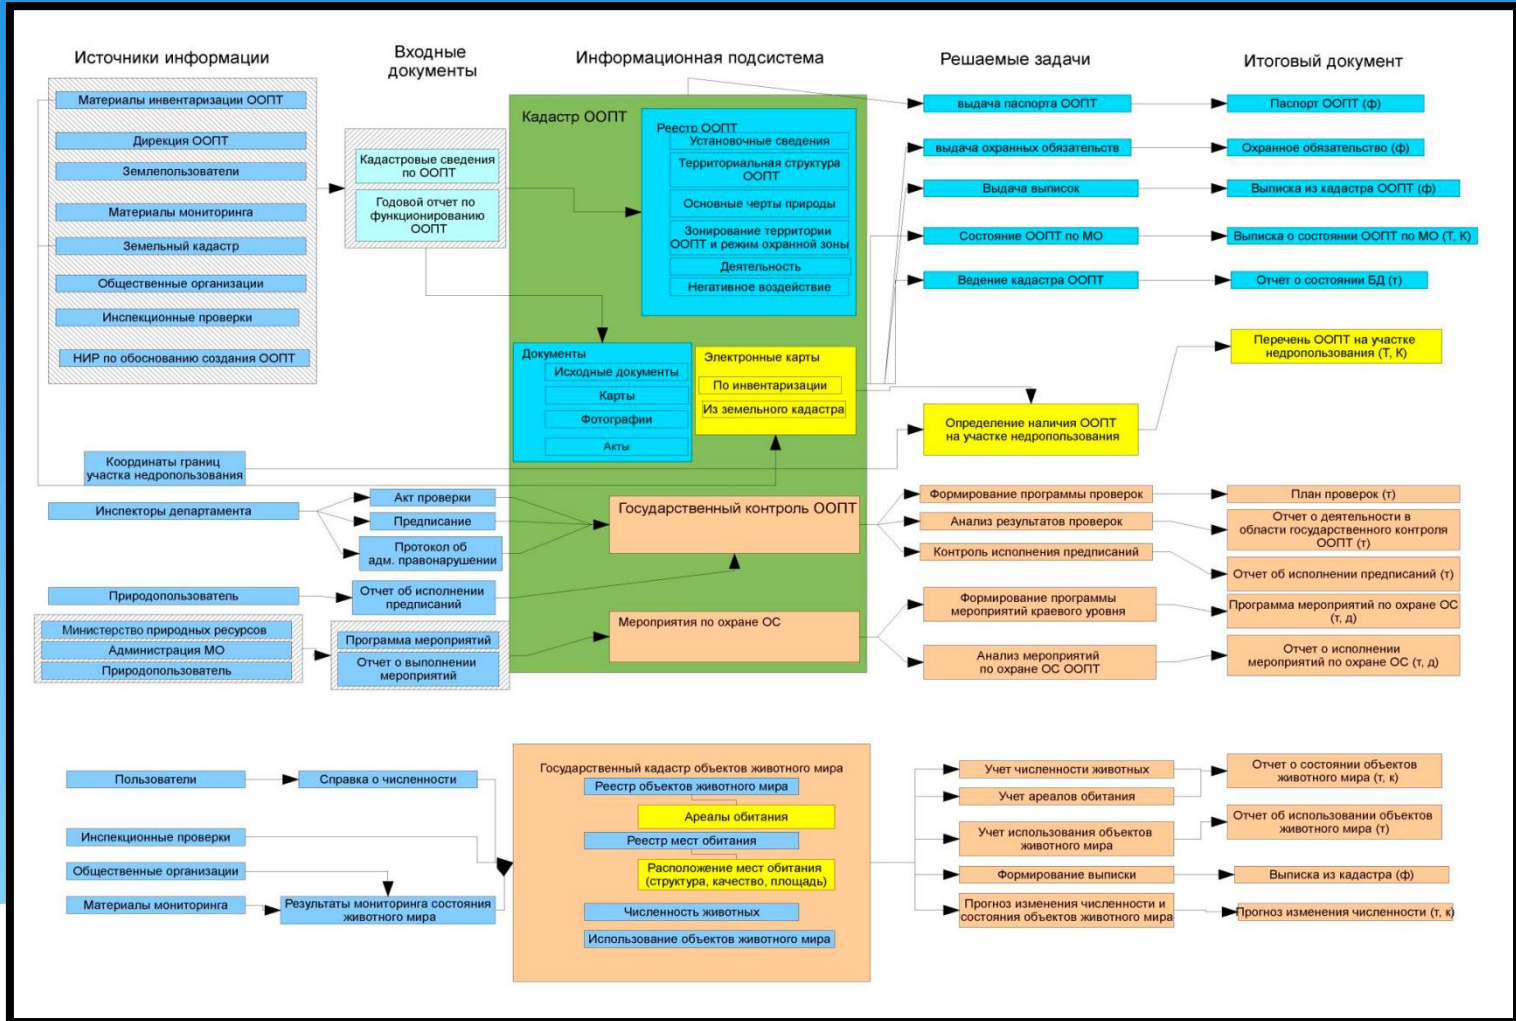 Источники информации
Входные
документы
Информационная подсистема
Решаемые задачи
Итоговый документ
Материалы инвентаризации ООПТ
Дирекция ООПТ
Землепользователи
Материалы мониторинга
Земельный кадастр
Общественные организации
Инспекционные проверки
НИР по обоснованию создания ООПТ
Кадастровые сведения
по ООПТ
Годовой отчет по
функционированию
ООПТ
Кадастр ООПТ
Реестр ООПТ
Установочные сведения
Территориальная структура
ООПТ
Основные черты природы
Зонирование территории
ООПТ и режим охранной зоны
Деятельность
Негативное воздействие
Документы
Исходные документы
Карты
Фотографии
Акты
Электронные карты
По инвентаризации
Из земельного кадастра
выдача паспорта ООПТ
Паспорт ООПТ (ф)
выдача охранных обязательств
Охранное обязательство (ф)
Выдача выписок
Выписка из кадастра ООПТ (ф)
Состояние ООПТ по МО
Выписка о состоянии ООПТ по МО (Т, К)
Ведение кадастра ООПТ
Отчет о состоянии БД (т)
Перечень ООПТ на участке
недропользования (Т, К)
Определение наличия ООПТ
на участке недропользования
Координаты границ
участка недропользования
Инспекторы департамента
Акт проверки
Предписание
Протокол об
адм. правонарушении
Государственный контроль ООПТ
Формирование программы проверок
План проверок (т)
Анализ результатов проверок
Отчет о деятельности в
области государственного контроля
ООПТ (т)
Контроль исполнения предписаний
Отчет об исполнении предписаний (т)
Природопользователь
Отчет об исполнении
предписаний
Министерство природных ресурсов
Администрация МО
Природопользователь
Программа мероприятий
Отчет о выполнении
мероприятий
Мероприятия по охране ОС
Формирование программы
мероприятий краевого уровня
Программа мероприятий по охране ОС
(т, д)
Анализ мероприятий
по охране ОС ООПТ
Отчет о исполнении
мероприятий по охране ОС (т, д)
Пользователи
Справка о численности
Инспекционные проверки
Общественные организации
Материалы мониторинга
Результаты мониторинга состояния
животного мира
Государственный кадастр объектов животного мира
Реестр объектов животного мира
Ареалы обитания
Реестр мест обитания
Расположение мест обитания
(структура, качество, площадь)
Численность животных
Использование объектов животного мира
Учет численности животных
Учет ареалов обитания
Отчет о состоянии объектов
животного мира (т, к)
Учет использования объектов
животного мира
Отчет об использовании объектов
животного мира (т)
Формирование выписки
Выписка из кадастра (ф)
Прогноз изменения численности и
состояния объектов животного мира
Прогноз изменения численности (т, к)